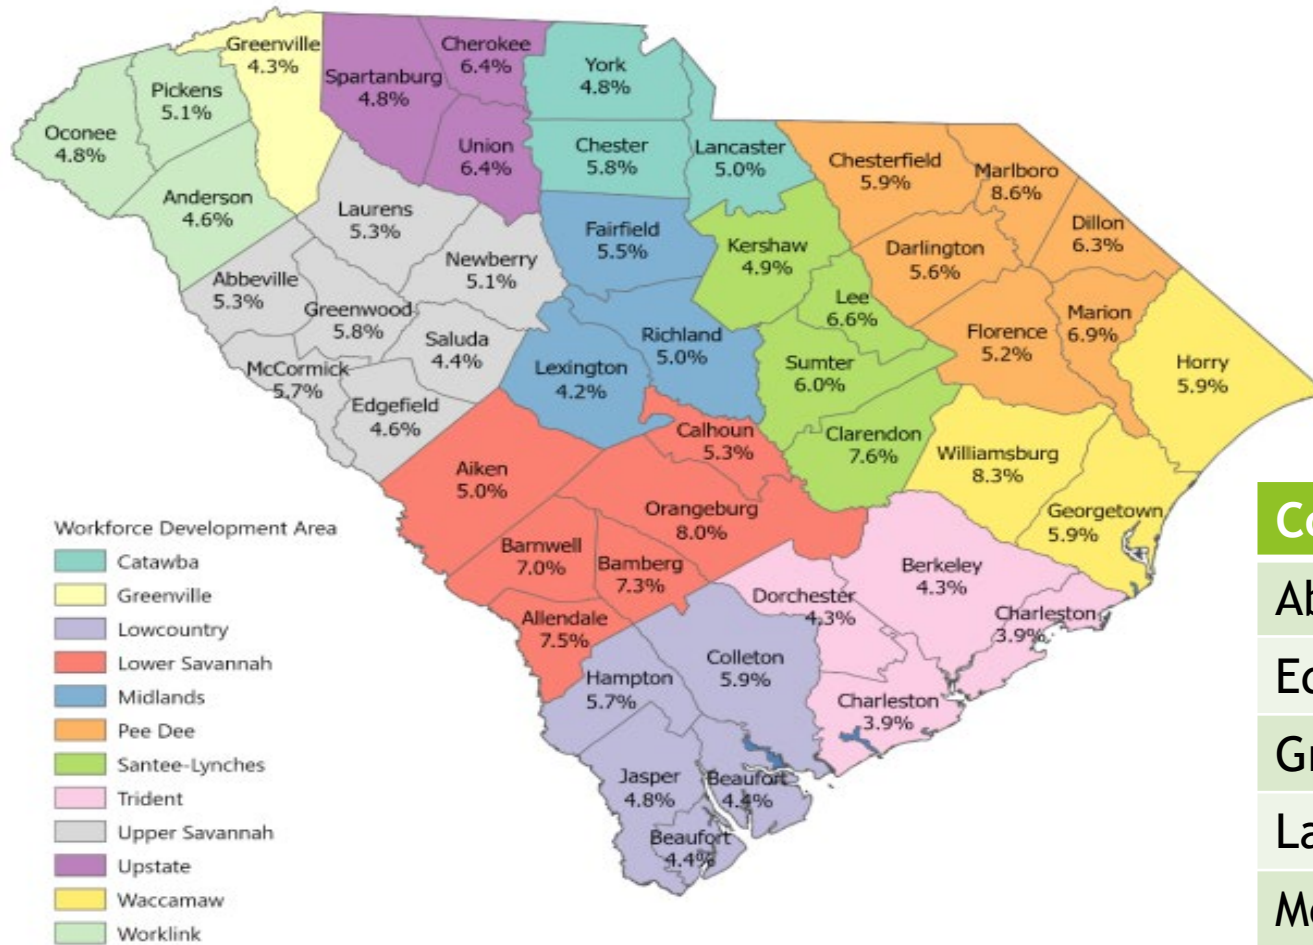 Greenville
4.3%
Cherokee
6.4%
Spartanburg
4.8%
York
4.8%
Pickens
5.1%
Oconee
4.8%
Union
6.4%
Chester
5.8%
Lancaster
5.0%
Chesterfield
5.9%
Marlboro
8.6%
Anderson
4.6%
Laurens
5.3%
Fairfield
5.5%
Kershaw
4.9%
Darlington
5.6%
Dillon
6.3%
Newberry
5.1%
Abbeville
5.3%
Greenwood
5.8%
Lee
6.6%
Marion
6.9%
Florence
5.2%
Richland
5.0%
Saluda
4.4%
Sumter
6.0%
Horry
5.9%
McCormick
5.7%
Lexington
4.2%
Edgefield
4.6%
Calhoun
5.3%
Clarendon
7.6%
Williamsburg
8.3%
Aiken
5.0%
Orangeburg
8.0%
Georgetown
5.9%
Barnwell
7.0%
Bamberg
7.3%
Berkeley
4.3%
Dorchester
4.3%
Charleston
3.9%
Allendale
7.5%
Colleton
5.9%
Hampton
5.7%
Charleston
3.9%
Jasper
4.8%
Beaufort
4.4%
Beaufort
4.4%
Workforce Development Area
Catawba
Greenville
Lowcountry
Lower Savannah
Midlands
Pee Dee
Santee-Lynches
Trident
Upper Savannah
Upstate
Waccamaw
Worklink